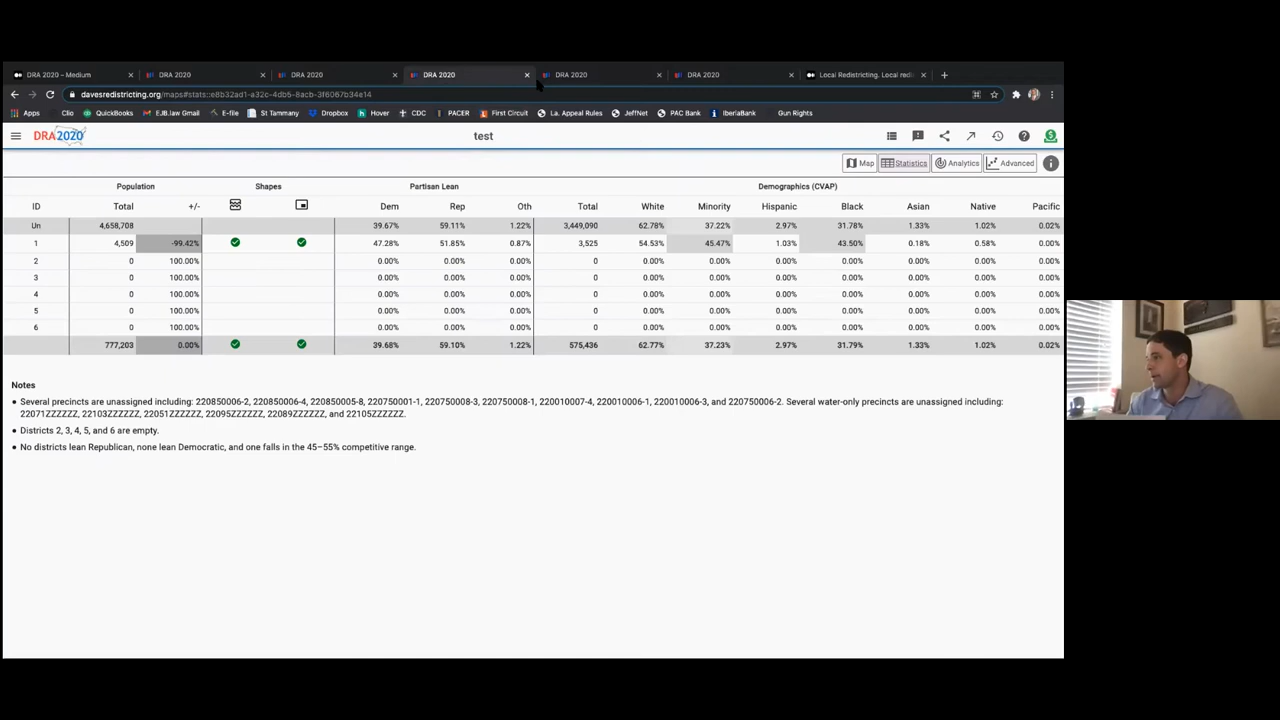 DRA 2020 – Medium
DRA 2020
DRA 2020
DRA 2020
DRA 2020
DRA 2020
Local Redistricting. Local redis
davesredistricting.org/maps#stats::e8b32ad1-a32c-4db5-8acb-3f6067b34e14
Apps Clio QuickBooks EJB.law Gmail E-file St Tammany Dropbox Hover CDC PACER First Circuit La. Appeal Rules JeffNet PAC Bank IberiaBank Gun Rights
DRA2020 test
Map Statistics Analytics Advanced
Population Shapes Partisan Lean Demographics (CVAP)
ID Total +/- Dem Rep Oth Total White Minority Hispanic Black Asian Native Pacific
Un 4,658,708 39.67% 59.11% 1.22% 3,449,090 62.78% 37.22% 2.97% 31.78% 1.33% 1.02% 0.02%
1 4,509 -99.42% 47.28% 51.85% 0.87% 3,525 54.53% 45.47% 1.03% 43.50% 0.18% 0.58% 0.00%
2 0 100.00% 0.00% 0.00% 0.00% 0 0.00% 0.00% 0.00% 0.00% 0.00% 0.00% 0.00%
3 0 100.00% 0.00% 0.00% 0.00% 0 0.00% 0.00% 0.00% 0.00% 0.00% 0.00% 0.00%
4 0 100.00% 0.00% 0.00% 0.00% 0 0.00% 0.00% 0.00% 0.00% 0.00% 0.00% 0.00%
5 0 100.00% 0.00% 0.00% 0.00% 0 0.00% 0.00% 0.00% 0.00% 0.00% 0.00% 0.00%
6 0 100.00% 0.00% 0.00% 0.00% 0 0.00% 0.00% 0.00% 0.00% 0.00% 0.00% 0.00%
777,203 0.00% 39.68% 59.10% 1.22% 575,436 62.77% 37.23% 2.97% 31.79% 1.33% 1.02% 0.02%
Notes
• Several precincts are unassigned including: 220850006-2, 220850006-4, 220850005-8, 220710011-1, 220750008-3, 220750008-1, 220010007-4, 220010006-1, 220010006-3, and 220750006-2. Several water-only precincts are unassigned including:
22071ZZZZZZ, 22103ZZZZZZ, 22051ZZZZZZ, 22095ZZZZZZ, 22089ZZZZZZ, and 22105ZZZZZZ.
• Districts 2, 3, 4, 5, and 6 are empty.
• No districts lean Republican, none lean Democratic, and one falls in the 45–55% competitive range.